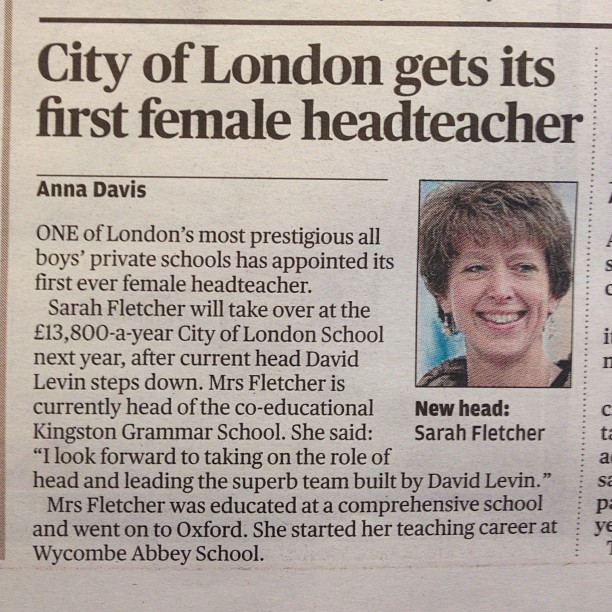 City of London gets its
first female headteacher
Anna Davis
ONE of London's most prestigious all
boys' private schools has appointed its
first ever female headteacher.
Sarah Fletcher will take over at the
£13,800-a-year City of London School
next year, after current head David
Levin steps down. Mrs Fletcher is
currently head of the co-educational
Kingston Grammar School. She said:
“I look forward to taking on the role of
head and leading the superb team built by David Levin.”
Mrs Fletcher was educated at a comprehensive school
and went on to Oxford. She started her teaching career at
Wycombe Abbey School.
New head:
Sarah Fletcher